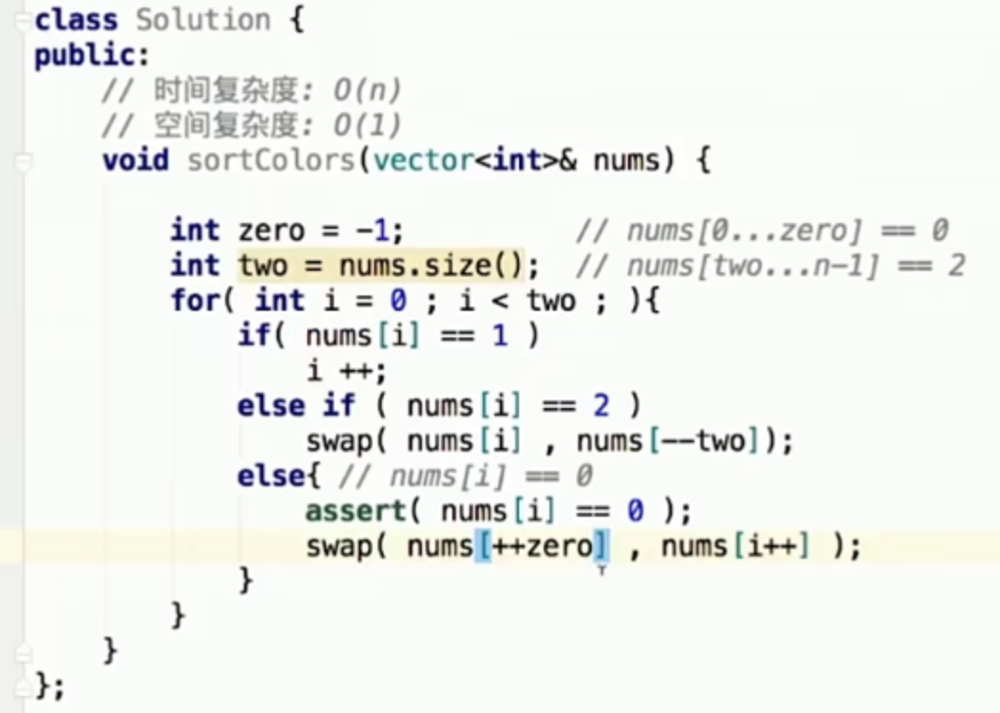 class Solution {
public:
    // 时间复杂度: O(n)
    // 空间复杂度: O(1)
    void sortColors(vector<int>& nums) {
        int zero = -1;          // nums[0...zero] == 0
        int two = nums.size();  // nums[two...n-1] == 2
        for( int i = 0 ; i < two ; ){
            if( nums[i] == 1 )
                i ++;
            else if ( nums[i] == 2 )
                swap( nums[i] , nums[--two]);
            else{ // nums[i] == 0
                assert( nums[i] == 0 );
                swap( nums[++zero] , nums[i++] );
            }
        }
    }
};